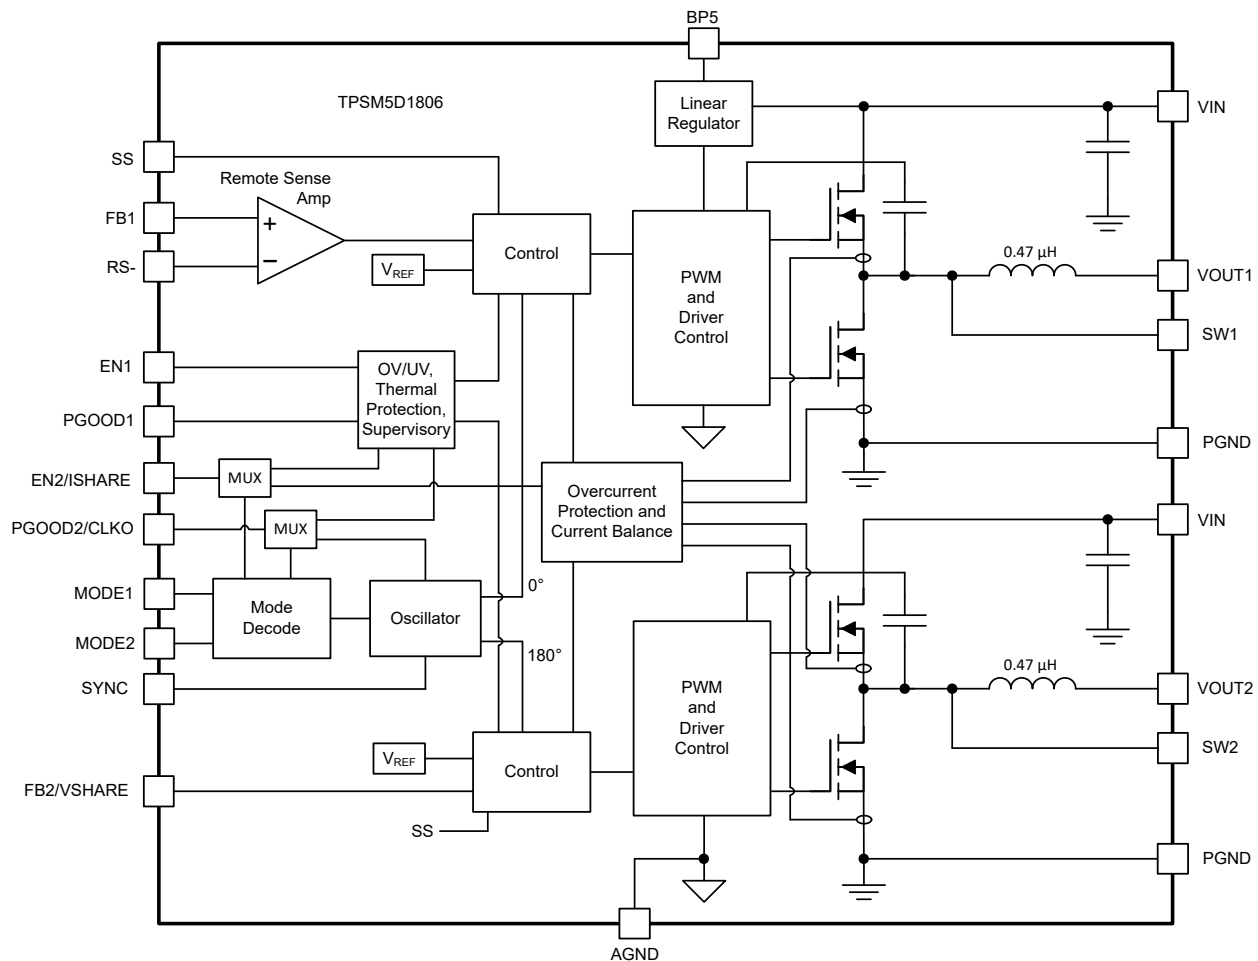 BP5
TPSM5D1806
Linear
Regulator
VIN
SS
Remote Sense
Amp
FB1
+
RS-
−
VREF
Control
PWM
and
Driver
Control
0.47 µH
VOUT1
SW1
EN1
PGOOD1
OV/UV,
Thermal
Protection,
Supervisory
PGND
EN2/ISHARE
MUX
PGOOD2/CLKO
MUX
Overcurrent
Protection and
Current Balance
VIN
MODE1
MODE2
Mode
Decode
Oscillator
0°
180°
SYNC
PWM
and
Driver
Control
0.47 µH
VOUT2
SW2
VREF
Control
FB2/VSHARE
SS
PGND
AGND